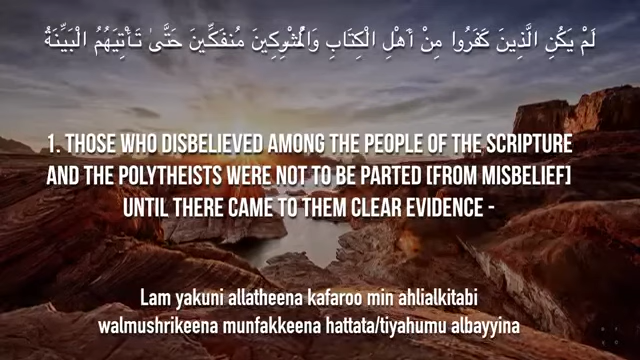 لَمْ يَكُنِ الَّذِينَ كَفَرُوا مِنْ أَهْلِ الْكِتَابِ وَالْمُشْرِكِينَ مُنفَكِّينَ حَتَّىٰ تَأْتِيَهُمُ الْبَيِّنَةُ
1. THOSE WHO DISBELIEVED AMONG THE PEOPLE OF THE SCRIPTURE
AND THE POLYTHEISTS WERE NOT TO BE PARTED [FROM MISBELIEF]
UNTIL THERE CAME TO THEM CLEAR EVIDENCE -
Lam yakuni allatheena kafaroo min ahlialkitabi
walmushrikeena munfakkeena hattata/tiyahumu albayyina